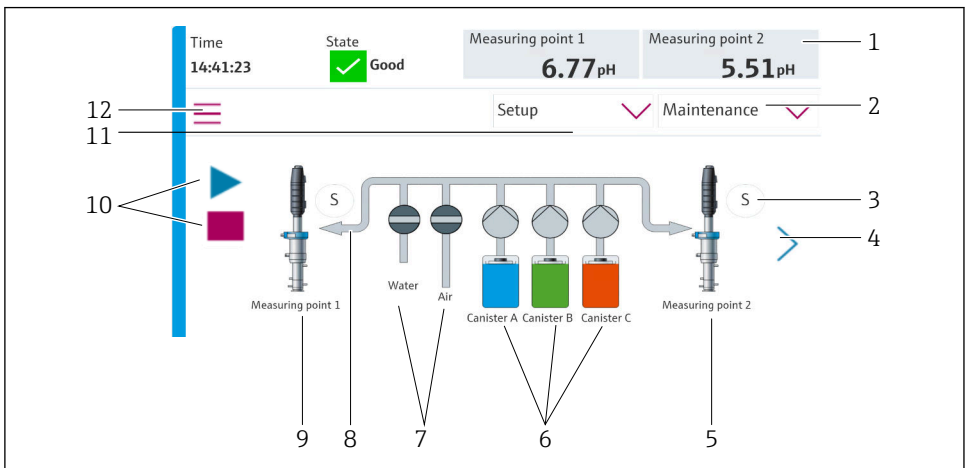 Time
State
Measuring point 1
Measuring point 2
1
14:41:23
Good
6.77pH
5.51pH
12
Setup
Maintenance
2
11
10
S
S
3
4
Water
Air
Measuring point 1
Canister A
Canister B
Canister C
Measuring point 2
9
8
7
6
5